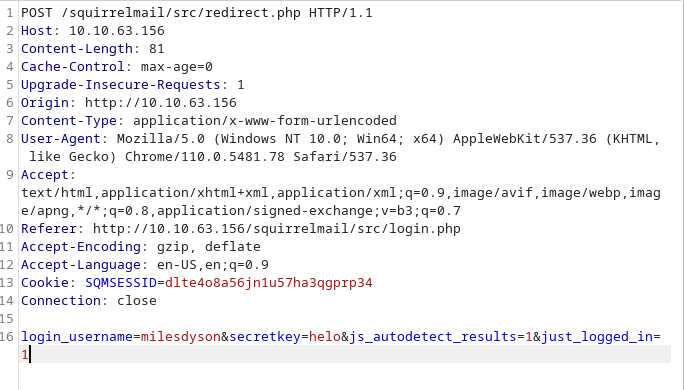 1 POST /squirrelmail/src/redirect.php HTTP/1.1
2 Host: 10.10.63.156
3 Content-Length: 81
4 Cache-Control: max-age=0
5 Upgrade-Insecure-Requests: 1
6 Origin: http://10.10.63.156
7 Content-Type: application/x-www-form-urlencoded
8 User-Agent: Mozilla/5.0 (Windows NT 10.0; Win64; x64) AppleWebKit/537.36 (KHTML,
like Gecko) Chrome/110.0.5481.78 Safari/537.36
9 Accept:
text/html,application/xhtml+xml,application/xml;q=0.9,image/avif,image/webp,imag
e/apng,*/*;q=0.8,application/signed-exchange;v=b3;q=0.7
10 Referer: http://10.10.63.156/squirrelmail/src/login.php
11 Accept-Encoding: gzip, deflate
12 Accept-Language: en-US,en;q=0.9
13 Cookie: SQMSESSID=dlte4o8a56jn1u57ha3qgprp34
14 Connection: close
15
16 login_username=milesdyson&secretkey=helo&js_autodetect_results=1&just_logged_in=
1